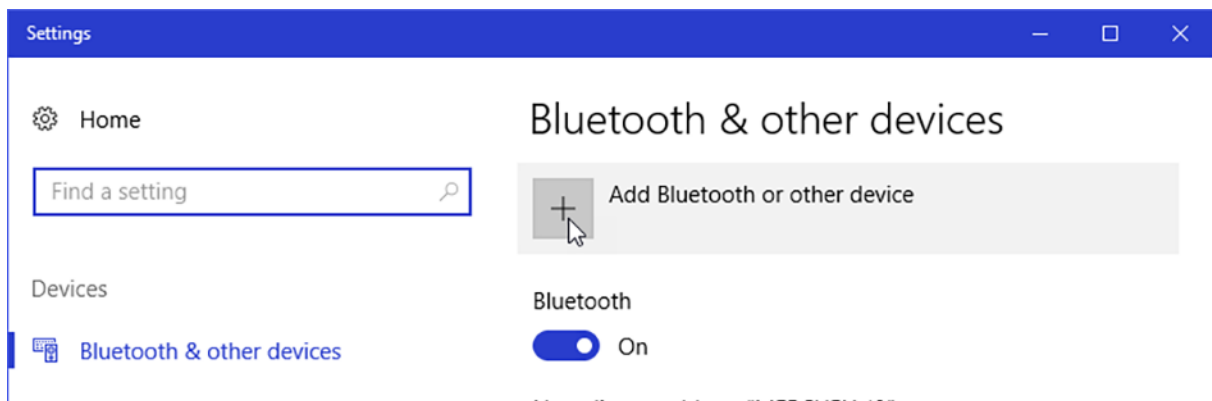 Settings
Home
Find a setting
Devices
Bluetooth & other devices
Bluetooth & other devices
Add Bluetooth or other device
Bluetooth
On